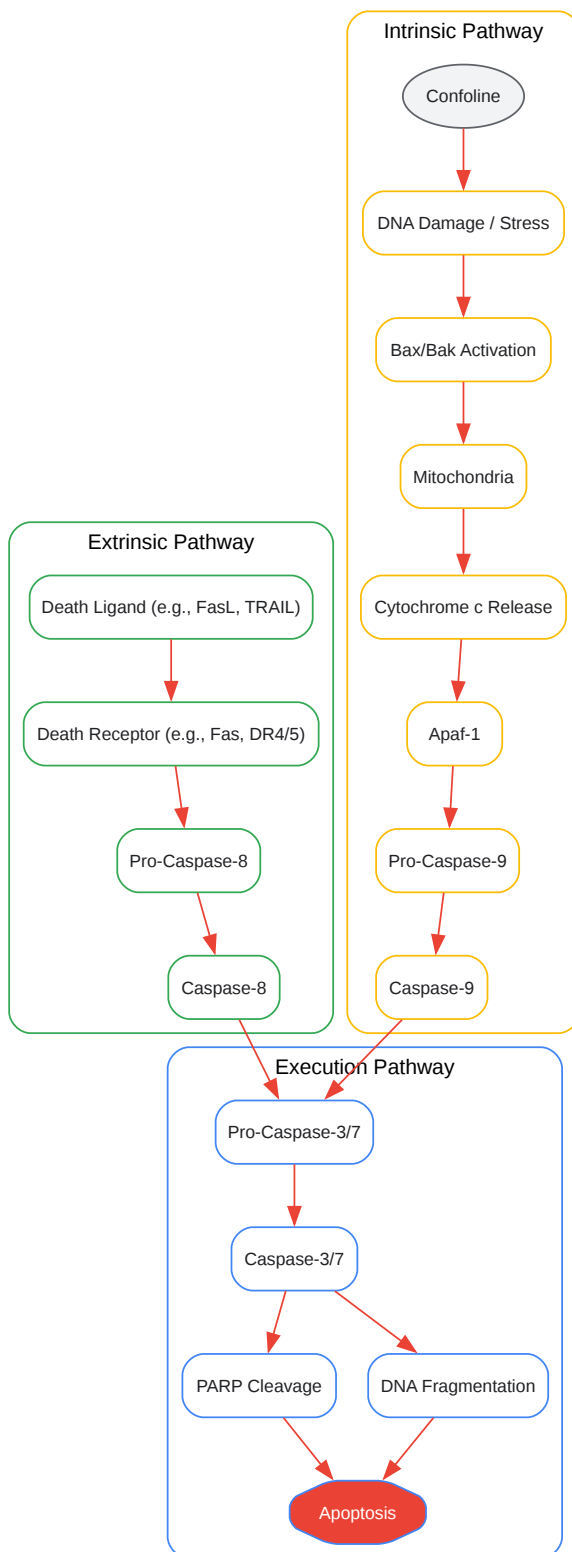 Intrinsic Pathway
Confoline
DNA Damage / Stress
Bax/Bak Activation
Mitochondria
Cytochrome c Release
Apaf-1
Pro-Caspase-9
Caspase-9
Extrinsic Pathway
Death Ligand (e.g., FasL, TRAIL)
Death Receptor (e.g., Fas, DR4/5)
Pro-Caspase-8
Caspase-8
Execution Pathway
Pro-Caspase-3/7
Caspase-3/7
PARP Cleavage
DNA Fragmentation
Apoptosis